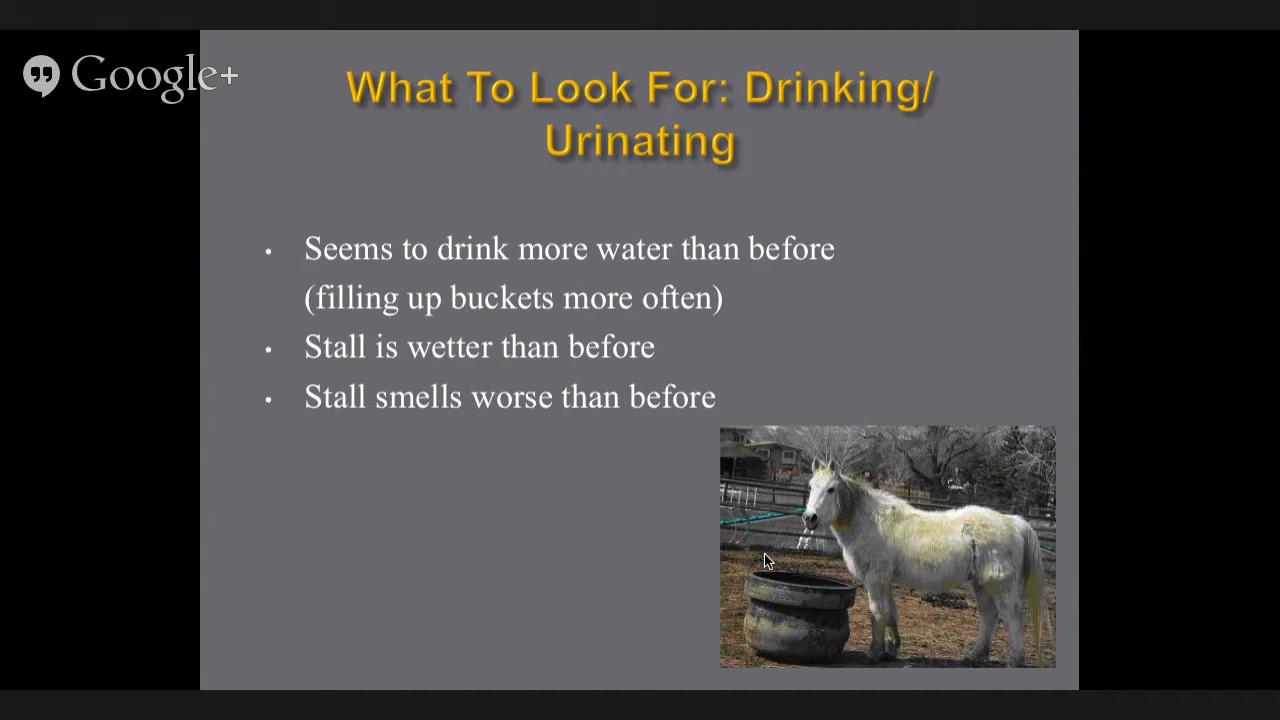 Google+
What To Look For: Drinking/
Urinating
• Seems to drink more water than before
(filling up buckets more often)
• Stall is wetter than before
• Stall smells worse than before